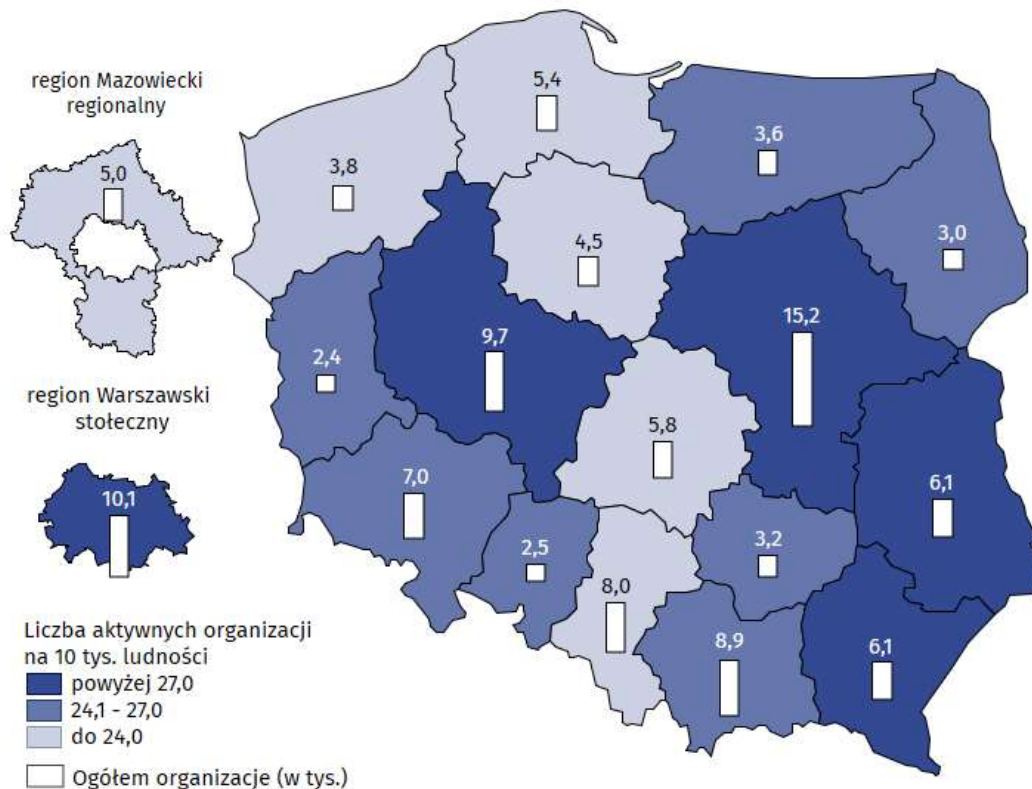 region Mazowiecki
regionalny
5,0
region Warszawski
stołeczny
10,1
5,4
3,6
3,8
4,5
3,0
15,2
9,7
2,4
5,8
7,0
6,1
2,5
3,2
8,0
8,9
6,1
Liczba aktywnych organizacji
na 10 tys. ludności
powyżej 27,0
24,1 - 27,0
do 24,0
Ogółem organizacje (w tys.)